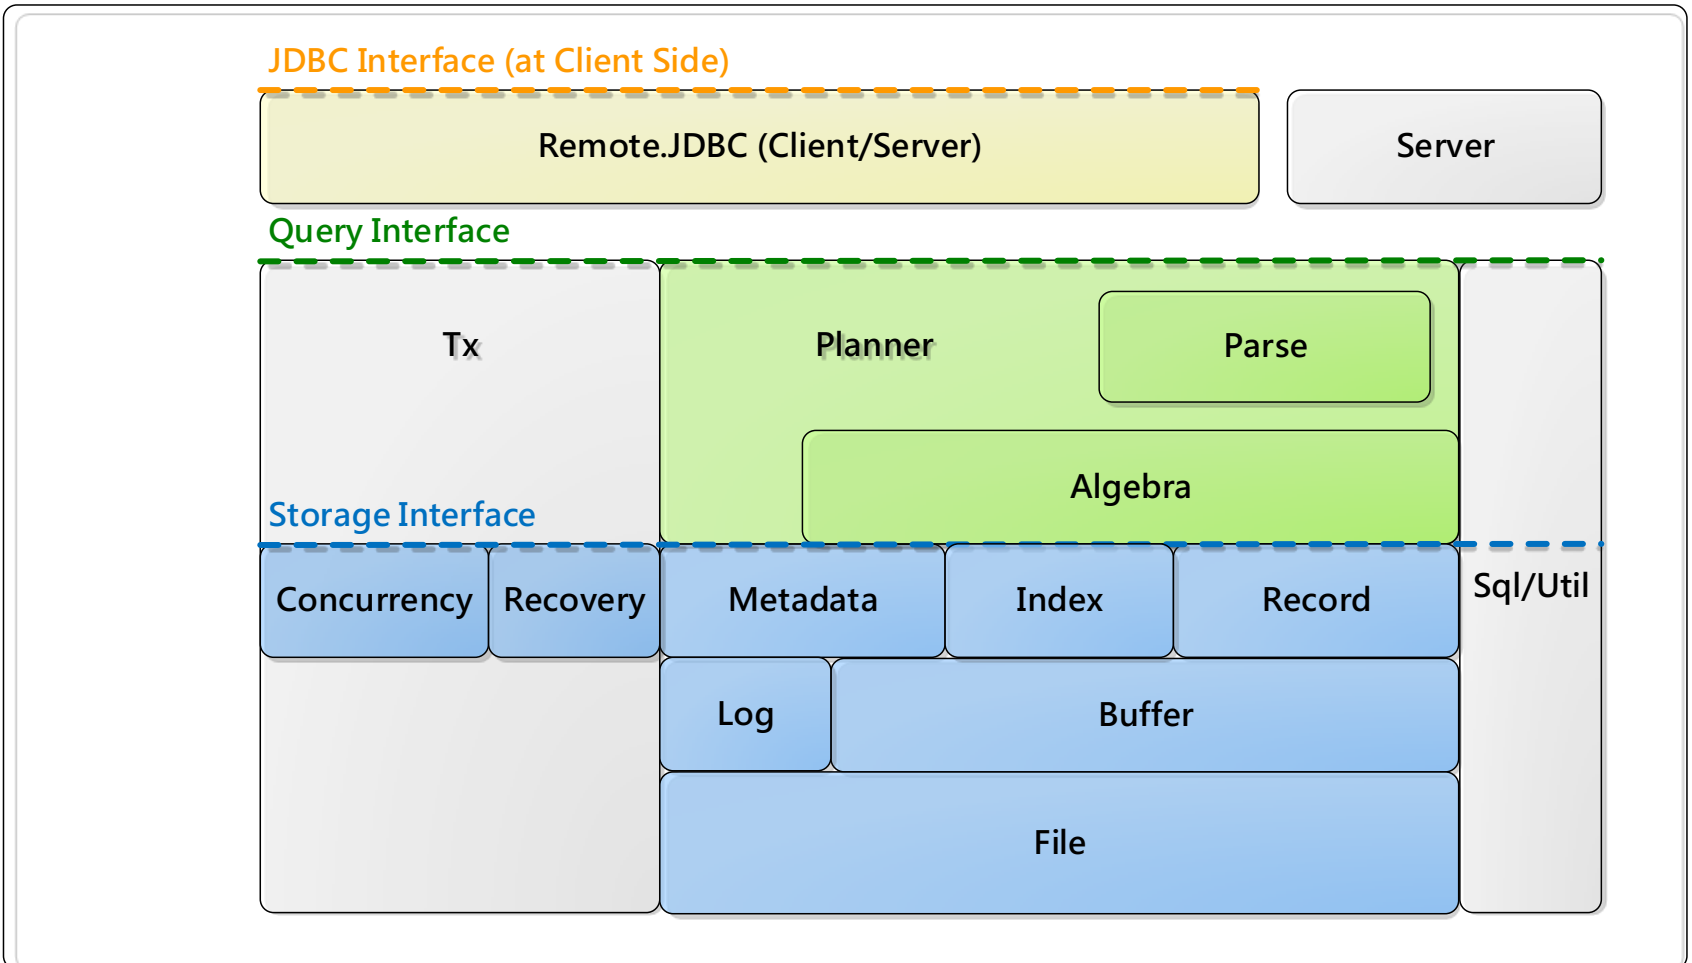 JDBC Interface (at Client Side)
Remote.JDBC (Client/Server)
Server
Query Interface
Tx
Planner
Parse
Algebra
Storage Interface
Concurrency
Recovery
Metadata
Index
Record
Sql/Util
Log
Buffer
File